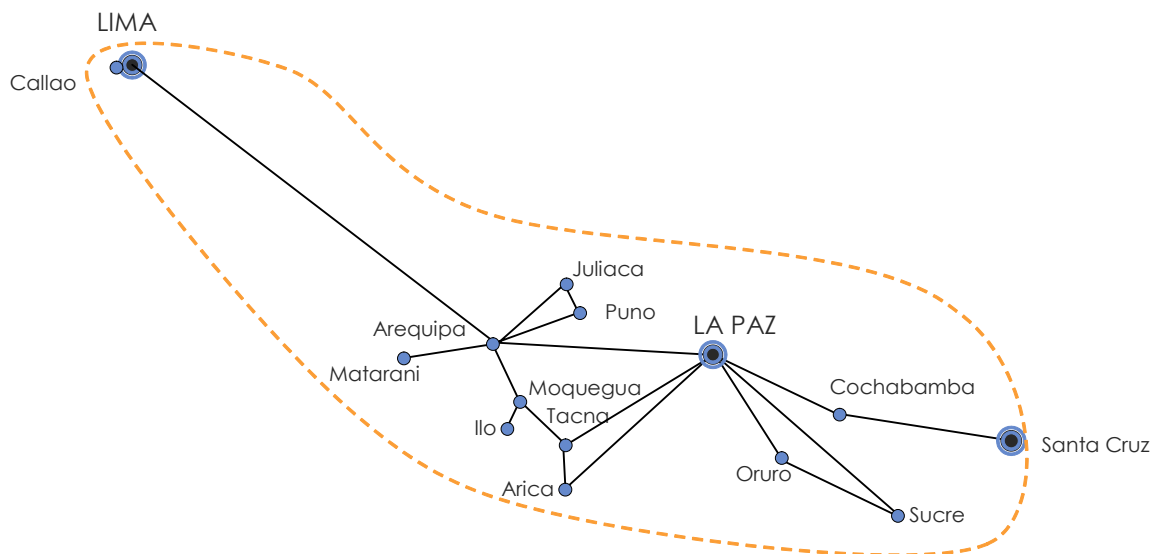 LIMA
Callao
Juliaca
Puno
Arequipa
LA PAZ
Matarani
Moquegua
Cochabamba
Tacna
Ilo
Santa Cruz
Oruro
Arica
Sucre